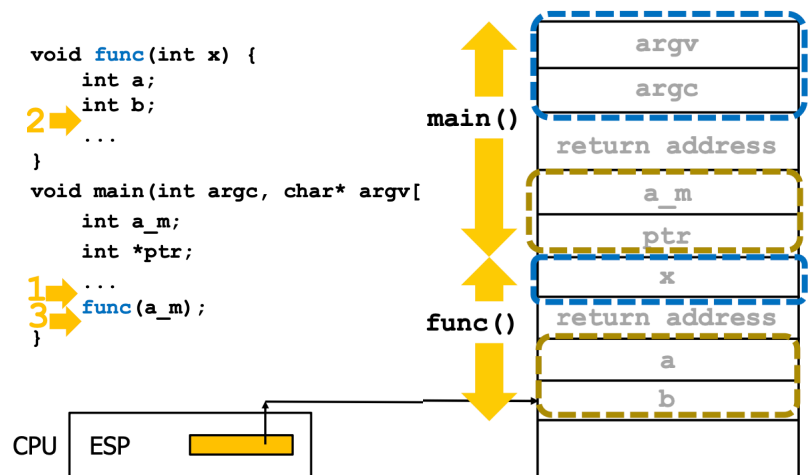 void func(int x) {
int a;
int b;
2
...
}
void main(int argc, char* argv[
int a_m;
int *ptr;
...
1
func(a_m);
3
}
main()
func()
argv
argc
return address
a_m
ptr
x
return address
a
b
CPU
ESP